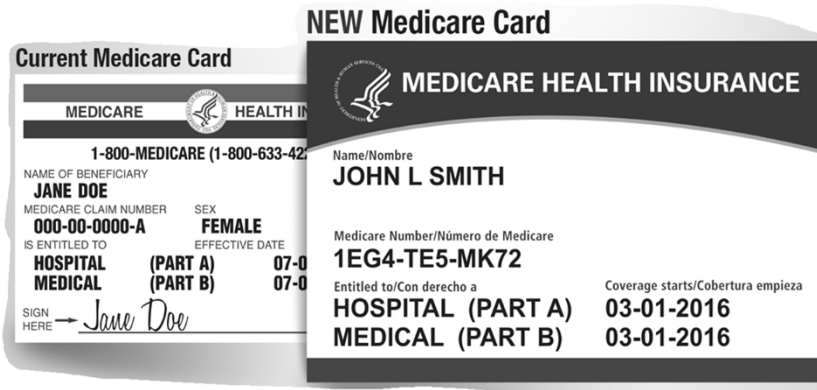 NEW Medicare Card
Current Medicare Card
MEDICARE HEALTH IN
1-800-MEDICARE (1-800-633-422
NAME OF BENEFICIARY
JANE DOE
MEDICARE CLAIM NUMBER SEX
000-00-0000-A FEMALE
IS ENTITLED TO EFFECTIVE DATE
HOSPITAL (PART A) 07-0
MEDICAL (PART B) 07-0
SIGN
HERE Jane Doe
MEDICARE HEALTH INSURANCE
Name/Nombre
JOHN L SMITH
Medicare Number/Número de Medicare
1EG4-TE5-MK72
Entitled to/Con derecho a Coverage starts/Cobertura empieza
HOSPITAL (PART A) 03-01-2016
MEDICAL (PART B) 03-01-2016